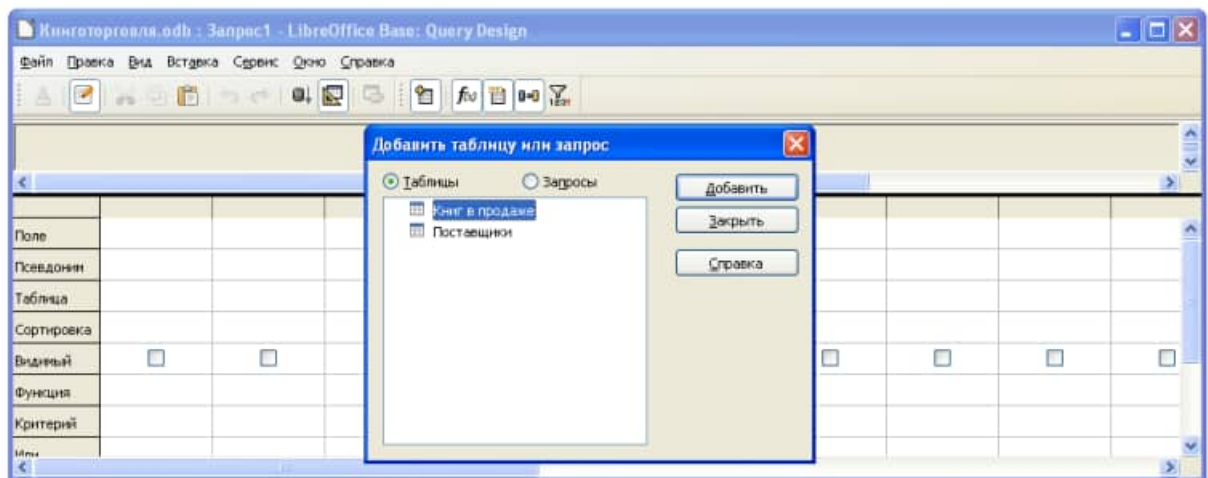 Книготорговля.odb : Запрос1 - LibreOffice Base: Query Design
Файл Правка Вид Вставка Сервис Окно Справка
Добавить таблицу или запрос
Таблицы Запросы
Добавить
Книг в продаже
Закрыть
Поставщики
Справка
Поле
Псевдоним
Таблица
Сортировка
Видимый
Функция
Критерий
Или